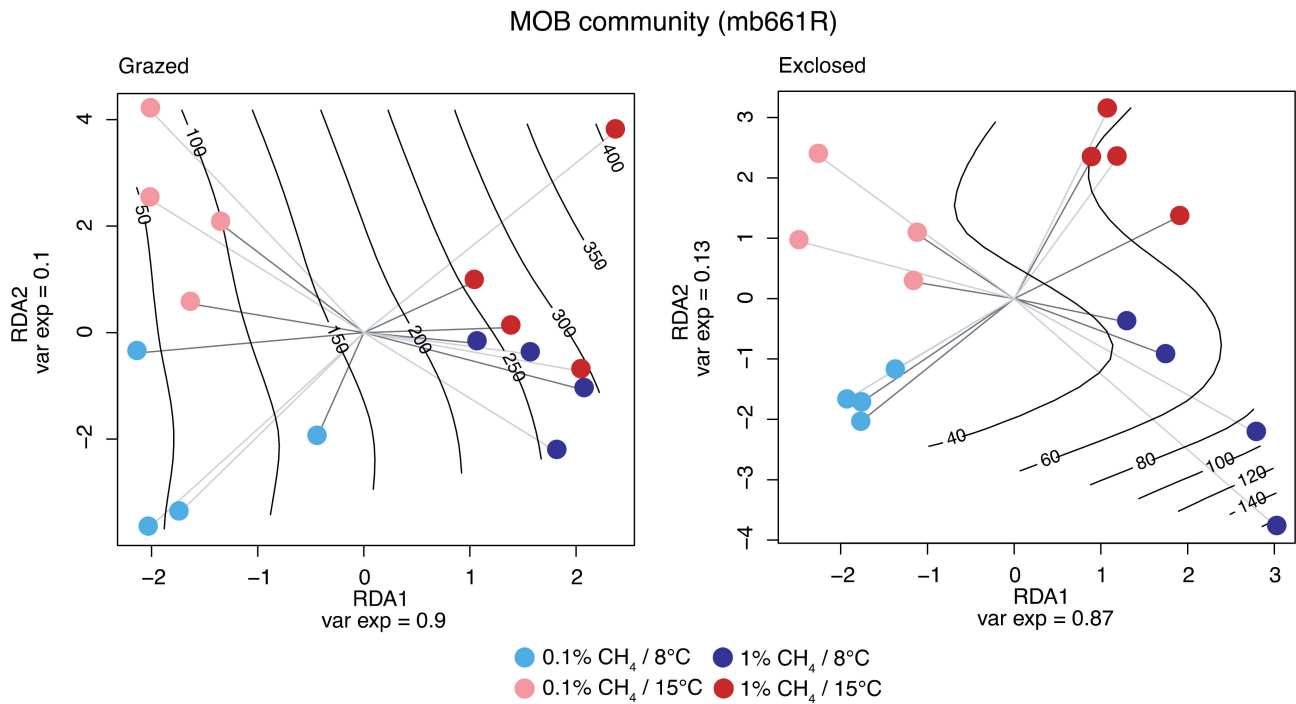 MOB community (mb661R)
Grazed
Exclosed
4
2
0
−2
RDA2
var exp = 0.1
100
50
150
200
250
300
350
400
−2
−1
0
1
2
RDA1
var exp = 0.9
3
2
1
0
−1
−2
−3
−4
RDA2
var exp = 0.13
40
60
80
100
120
140
−2
−1
0
1
2
3
RDA1
var exp = 0.87
0.1% CH₄ / 8°C
1% CH₄ / 8°C
0.1% CH₄ / 15°C
1% CH₄ / 15°C